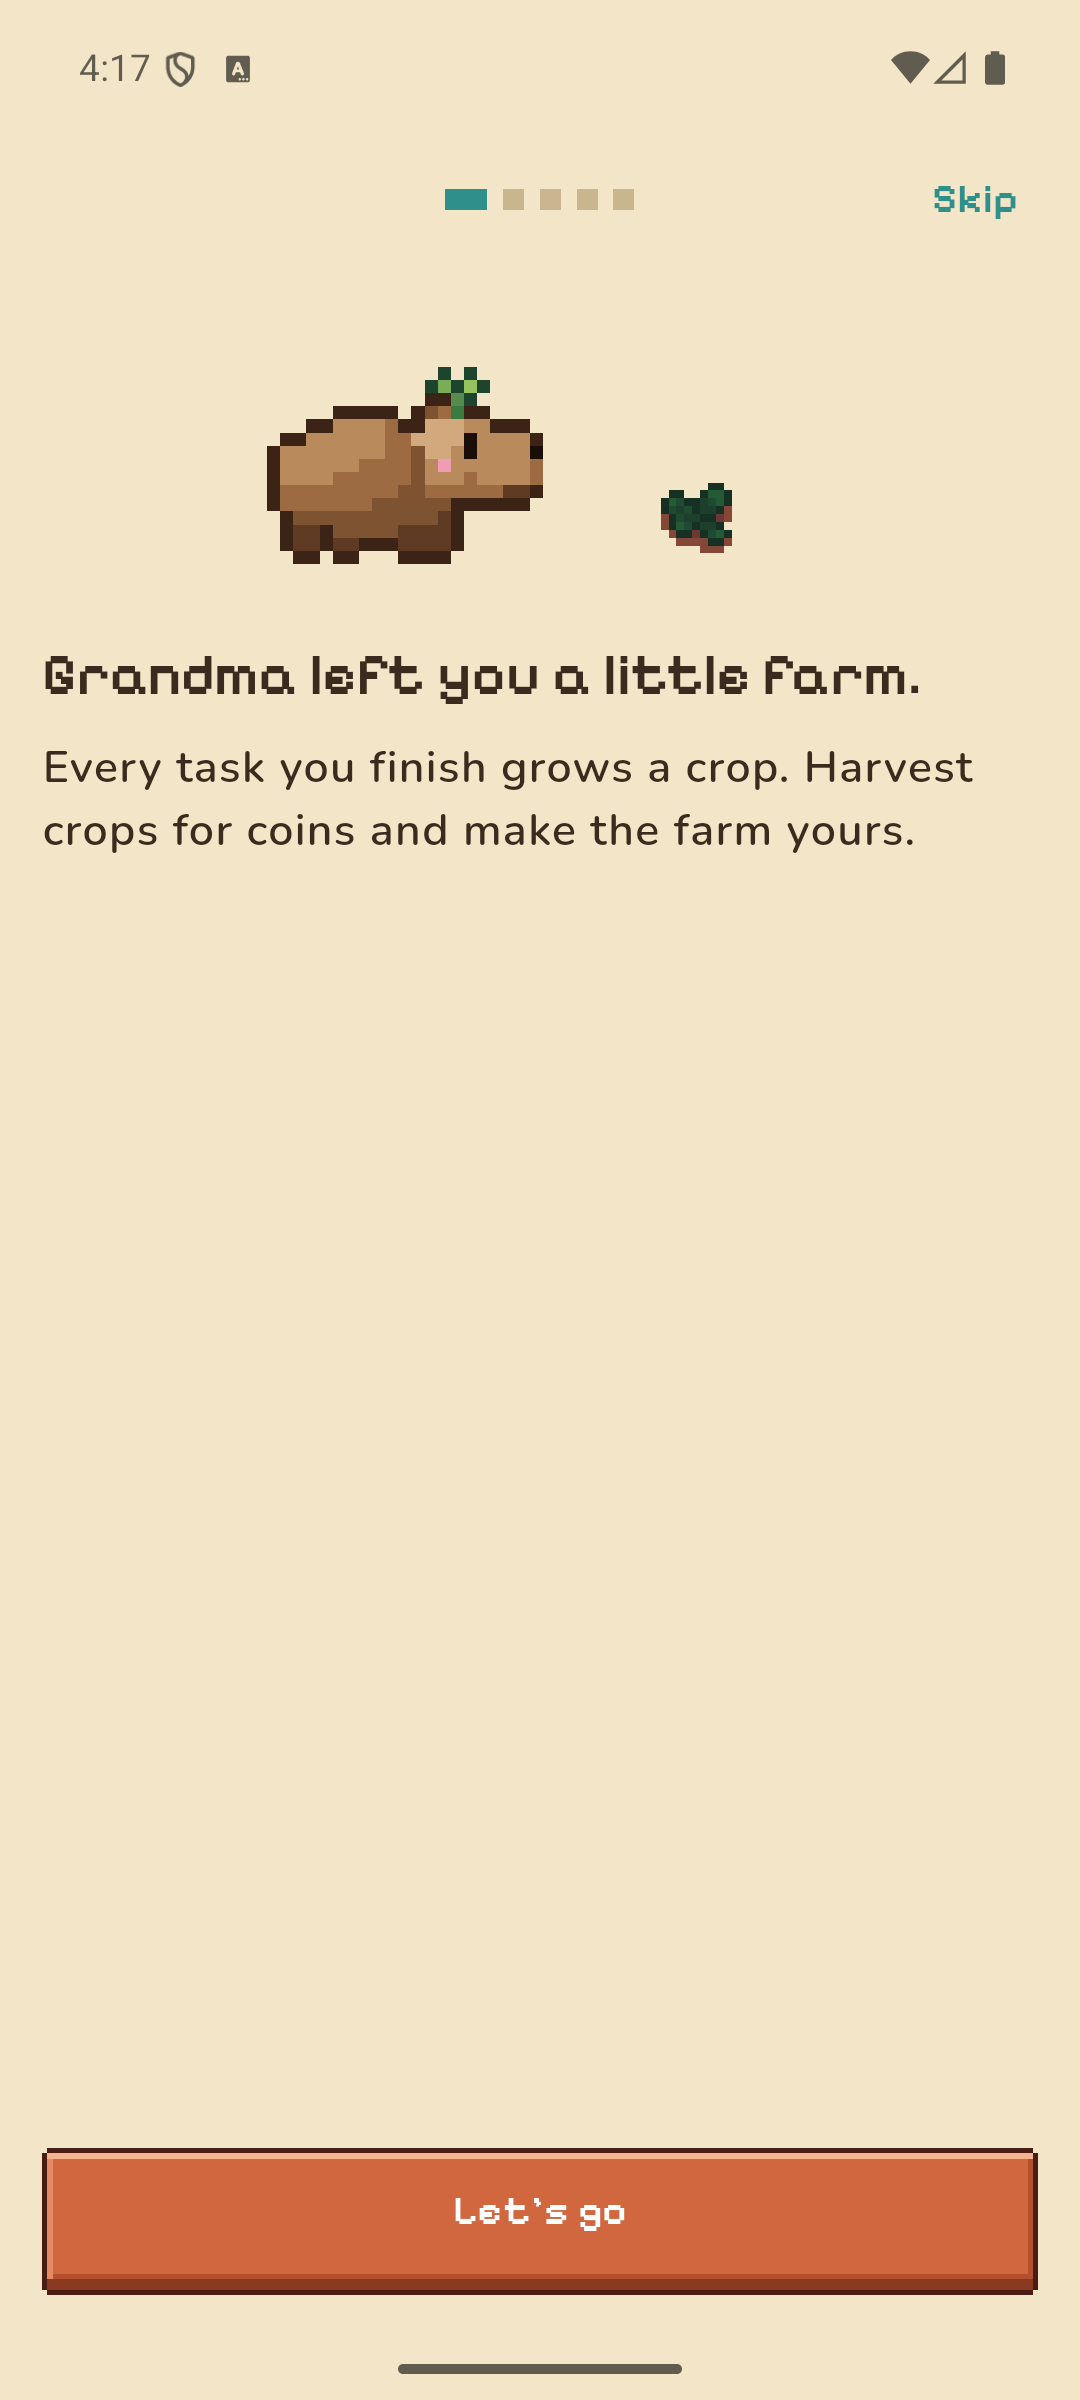 4:17
Skip
Grandma left you a little farm.
Every task you finish grows a crop. Harvest
crops for coins and make the farm yours.
Let's go